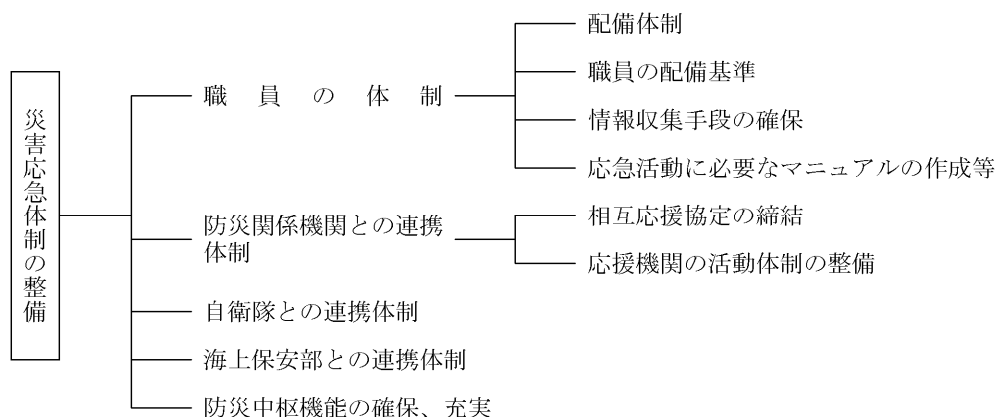 災害応急体制の整備
職員の体制
配備体制
職員の配備基準
情報収集手段の確保
応急活動に必要なマニュアルの作成等
防災関係機関との連携
体制
相互応援協定の締結
応援機関の活動体制の整備
自衛隊との連携体制
海上保安部との連携体制
防災中枢機能の確保、充実